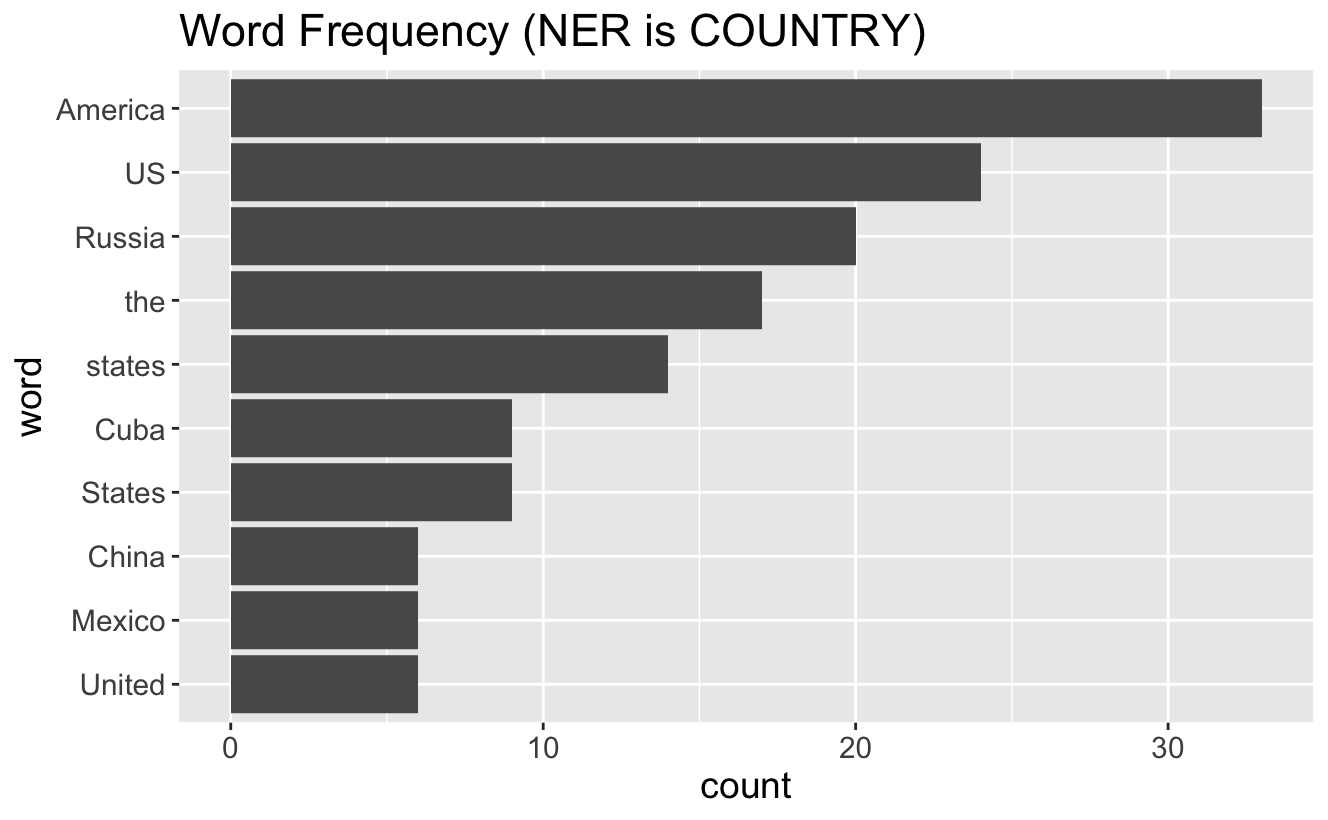 Word Frequency (NER is COUNTRY)
America
US
Russia
the
states
Cuba
States
China
Mexico
United
word
0 10 20 30
count